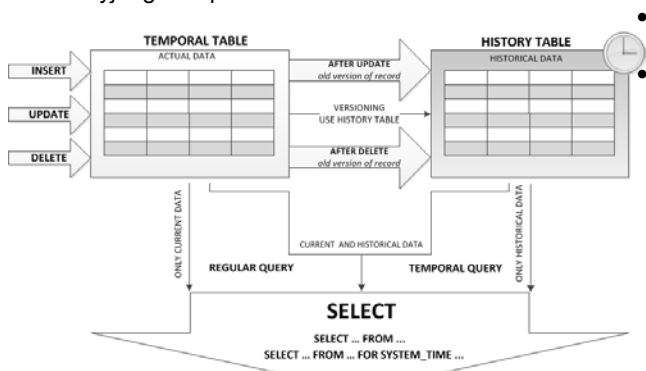 TEMPORAL TABLE
ACTUAL DATA
HISTORY TABLE
HISTORICAL DATA
INSERT
UPDATE
DELETE
AFTER UPDATE
old version of record
VERSIONING
USE HISTORY TABLE
AFTER DELETE
old version of record
ONLY CURRENT DATA
CURRENT AND HISTORICAL DATA
ONLY HISTORICAL DATA
REGULAR QUERY
TEMPORAL QUERY
SELECT
SELECT ... FROM ...
SELECT ... FROM ... FOR SYSTEM_TIME ...